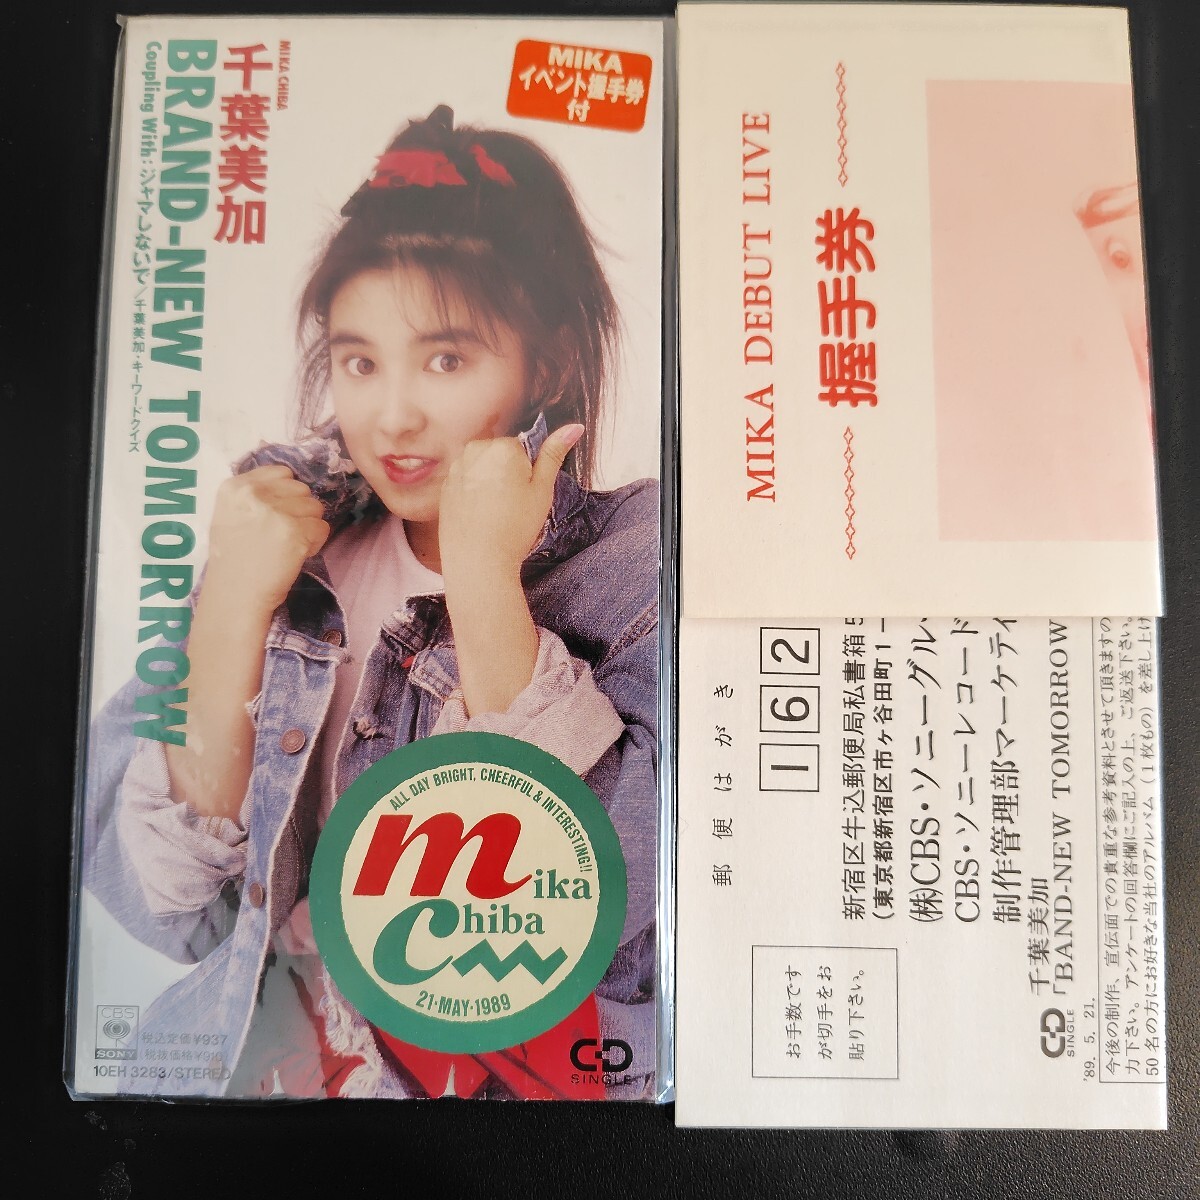 MIKA CHIBA
千葉美加
BRAND-NEW TOMORROW
Coupling With：ジャマしないで／千葉美加・キーワードクイズ
MIKA
イベント握手券
付
ALL DAY BRIGHT, CHEERFUL & INTERESTING!!
mika
Chiba
21·MAY·1989
CBS
SONY
税込定価¥937
税抜価格¥910
10EH 3283/STEREO
CD
SINGLE
MIKA DEBUT LIVE
握手券
郵便はがき
162
新宿区牛込郵便局私書箱5
(東京都新宿区市ヶ谷田町1－
(株)CBS・ソニーグル
CBS・ソニーレコード
制作管理部マーケティ
千葉美加
「BAND-NEW TOMORROW
お手数です
が切手をお
貼り下さい。
CD
SINGLE
'89. 5. 21.
今後の制作、宣伝面での貴重な参考資料とさせて頂きますの
力下さい。アンケートの回答欄にご記入の上、ご返送下さい。
50名の方にお好きな当社のアルバム（1枚もの）を差し上げ